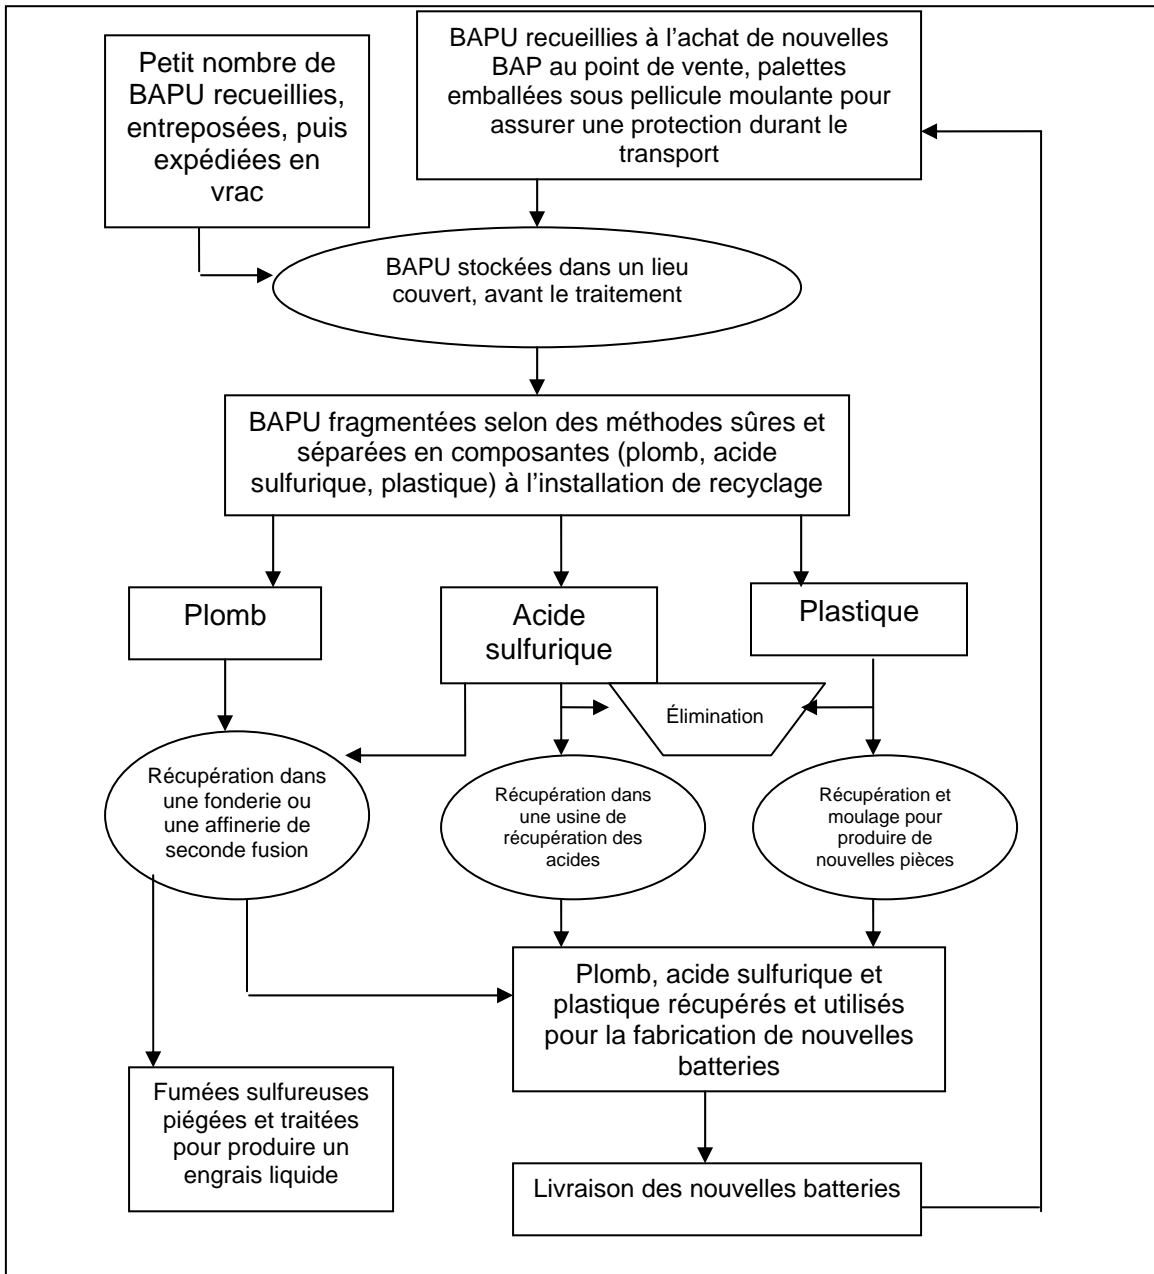 Petit nombre de
BAPU recueillies,
entreposées, puis
expédiées en
vrac
BAPU recueillies à l’achat de nouvelles
BAP au point de vente, palettes
emballées sous pellicule moulante pour
assurer une protection durant le
transport
BAPU stockées dans un lieu
couvert, avant le traitement
BAPU fragmentées selon des méthodes sûres et
séparées en composantes (plomb, acide
sulfurique, plastique) à l’installation de recyclage
Plomb
Acide
sulfurique
Plastique
Élimination
Récupération dans
une fonderie ou
une affinerie de
seconde fusion
Récupération dans
une usine de
récupération des
acides
Récupération et
moulage pour
produire de
nouvelles pièces
Plomb, acide sulfurique et
plastique récupérés et utilisés
pour la fabrication de nouvelles
batteries
Fumées sulfureuses
piégées et traitées
pour produire un
engrais liquide
Livraison des nouvelles batteries